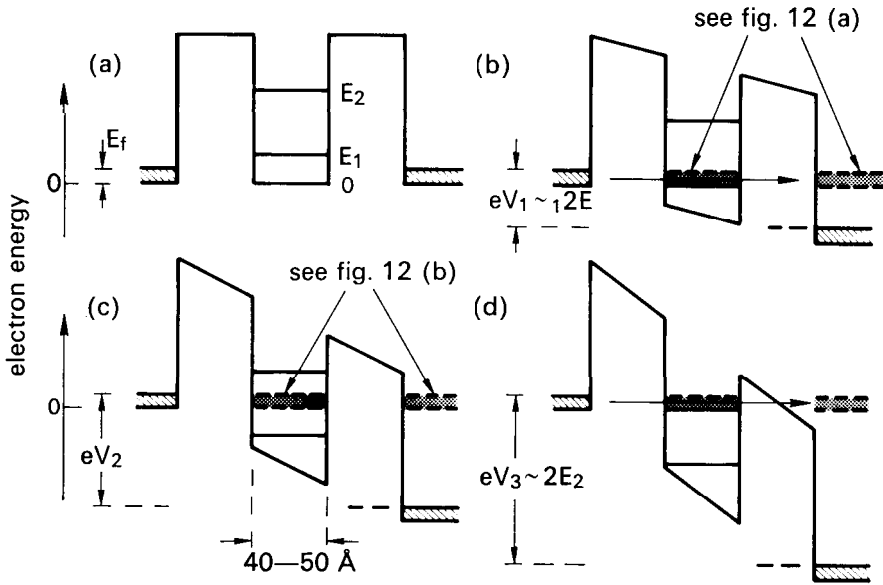 see fig. 12 (a)
(a)
(b)
E2
Ef
E1
0
0
eV1 ~ 12E
see fig. 12 (b)
(c)
(d)
electron energy
0
eV2
eV3 ~ 2E2
40—50 Å